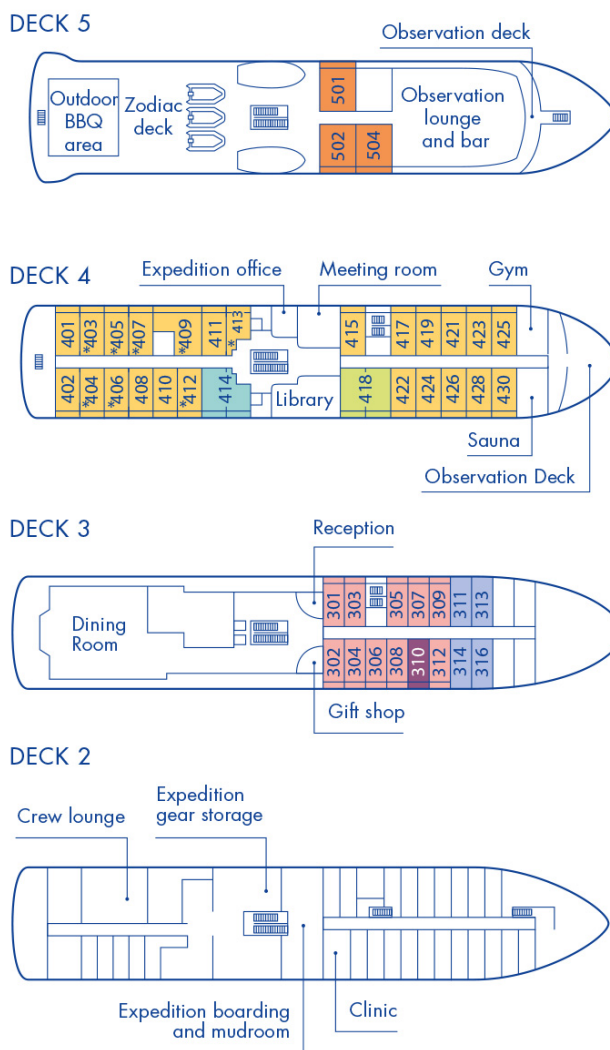 DECK 5
Observation deck
Outdoor
BBQ
area
Zodiac
deck
501
502
504
Observation
lounge
and bar
DECK 4
Expedition office
Meeting room
Gym
401
*403
*405
*407
*409
411
*413
415
417
419
421
423
425
402
*404
*406
408
410
*412
414
Library
418
422
424
426
428
430
Sauna
Observation Deck
DECK 3
Reception
Dining
Room
301
303
305
307
309
311
313
302
304
306
308
310
312
314
316
Gift shop
DECK 2
Crew lounge
Expedition
gear storage
Expedition boarding
and mudroom
Clinic